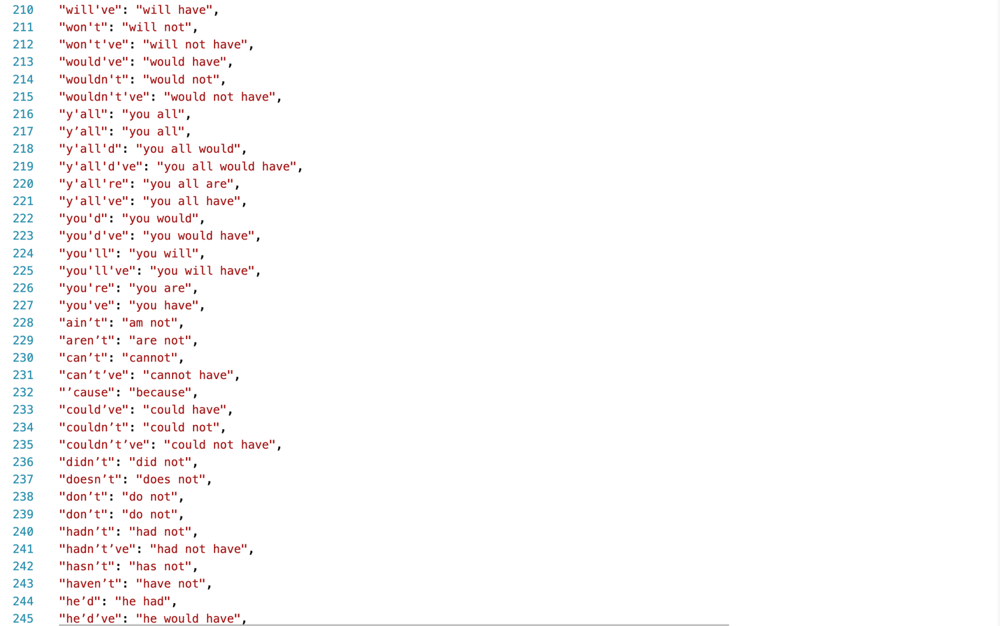 210 "will've": "will have",
211 "won't": "will not",
212 "won't've": "will not have",
213 "would've": "would have",
214 "wouldn't": "would not",
215 "wouldn't've": "would not have",
216 "y'all": "you all",
217 "y’all": "you all",
218 "y'all'd": "you all would",
219 "y'all'd've": "you all would have",
220 "y'all're": "you all are",
221 "y'all've": "you all have",
222 "you'd": "you would",
223 "you'd've": "you would have",
224 "you'll": "you will",
225 "you'll've": "you will have",
226 "you're": "you are",
227 "you've": "you have",
228 "ain’t": "am not",
229 "aren’t": "are not",
230 "can’t": "cannot",
231 "can’t’ve": "cannot have",
232 "’cause": "because",
233 "could’ve": "could have",
234 "couldn’t": "could not",
235 "couldn’t’ve": "could not have",
236 "didn’t": "did not",
237 "doesn’t": "does not",
238 "don’t": "do not",
239 "don’t": "do not",
240 "hadn’t": "had not",
241 "hadn’t’ve": "had not have",
242 "hasn’t": "has not",
243 "haven’t": "have not",
244 "he’d": "he had",
245 "he’d’ve": "he would have",